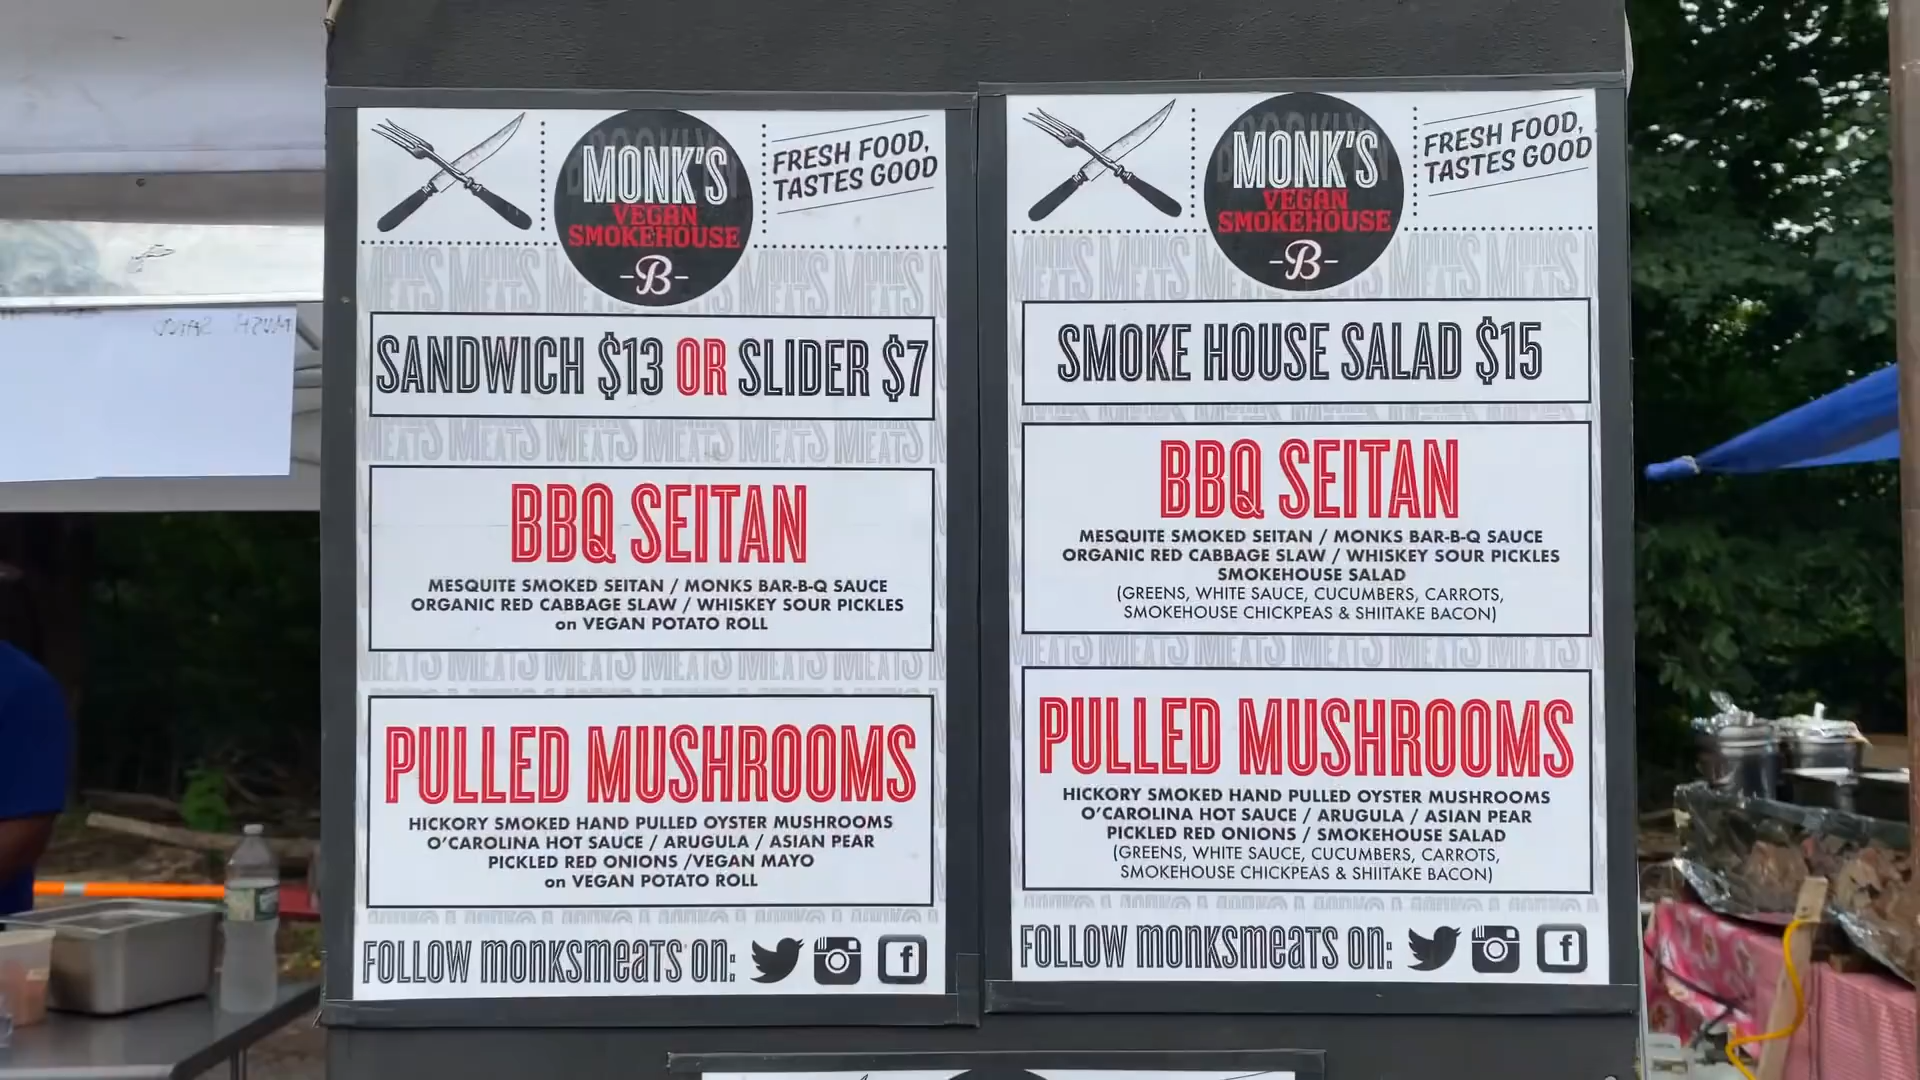 MONK'S
VEGAN
SMOKEHOUSE
-B-
FRESH FOOD,
TASTES GOOD
SANDWICH $13 OR SLIDER $7
BBQ SEITAN
MESQUITE SMOKED SEITAN / MONKS BAR-B-Q SAUCE
ORGANIC RED CABBAGE SLAW / WHISKEY SOUR PICKLES
on VEGAN POTATO ROLL
PULLED MUSHROOMS
HICKORY SMOKED HAND PULLED OYSTER MUSHROOMS
O'CAROLINA HOT SAUCE / ARUGULA / ASIAN PEAR
PICKLED RED ONIONS /VEGAN MAYO
on VEGAN POTATO ROLL
FOLLOW monksmeats on:
MONK'S
VEGAN
SMOKEHOUSE
-B-
FRESH FOOD,
TASTES GOOD
SMOKE HOUSE SALAD $15
BBQ SEITAN
MESQUITE SMOKED SEITAN / MONKS BAR-B-Q SAUCE
ORGANIC RED CABBAGE SLAW / WHISKEY SOUR PICKLES
SMOKEHOUSE SALAD
(GREENS, WHITE SAUCE, CUCUMBERS, CARROTS,
SMOKEHOUSE CHICKPEAS & SHIITAKE BACON)
PULLED MUSHROOMS
HICKORY SMOKED HAND PULLED OYSTER MUSHROOMS
O'CAROLINA HOT SAUCE / ARUGULA / ASIAN PEAR
PICKLED RED ONIONS / SMOKEHOUSE SALAD
(GREENS, WHITE SAUCE, CUCUMBERS, CARROTS,
SMOKEHOUSE CHICKPEAS & SHIITAKE BACON)
FOLLOW monksmeats on: